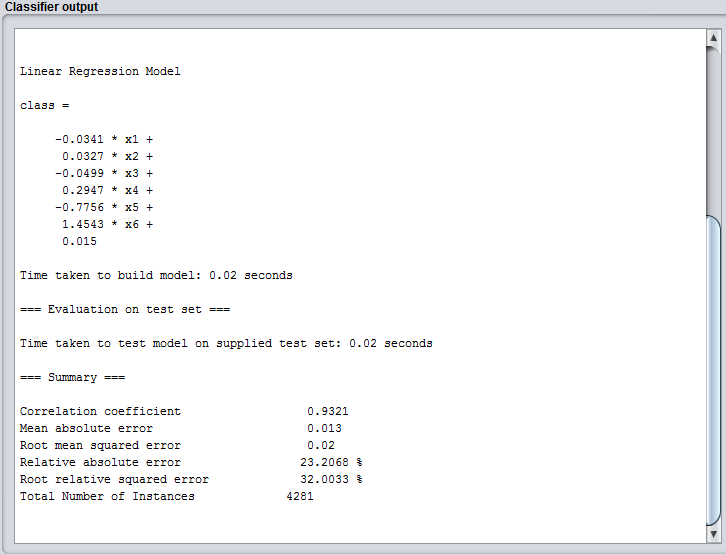 Classifier output
Linear Regression Model
class =
-0.0341 * x1 +
0.0327 * x2 +
-0.0499 * x3 +
0.2947 * x4 +
-0.7756 * x5 +
1.4543 * x6 +
0.015
Time taken to build model: 0.02 seconds
=== Evaluation on test set ===
Time taken to test model on supplied test set: 0.02 seconds
=== Summary ===
Correlation coefficient 0.9321
Mean absolute error 0.013
Root mean squared error 0.02
Relative absolute error 23.2068 %
Root relative squared error 32.0033 %
Total Number of Instances 4281